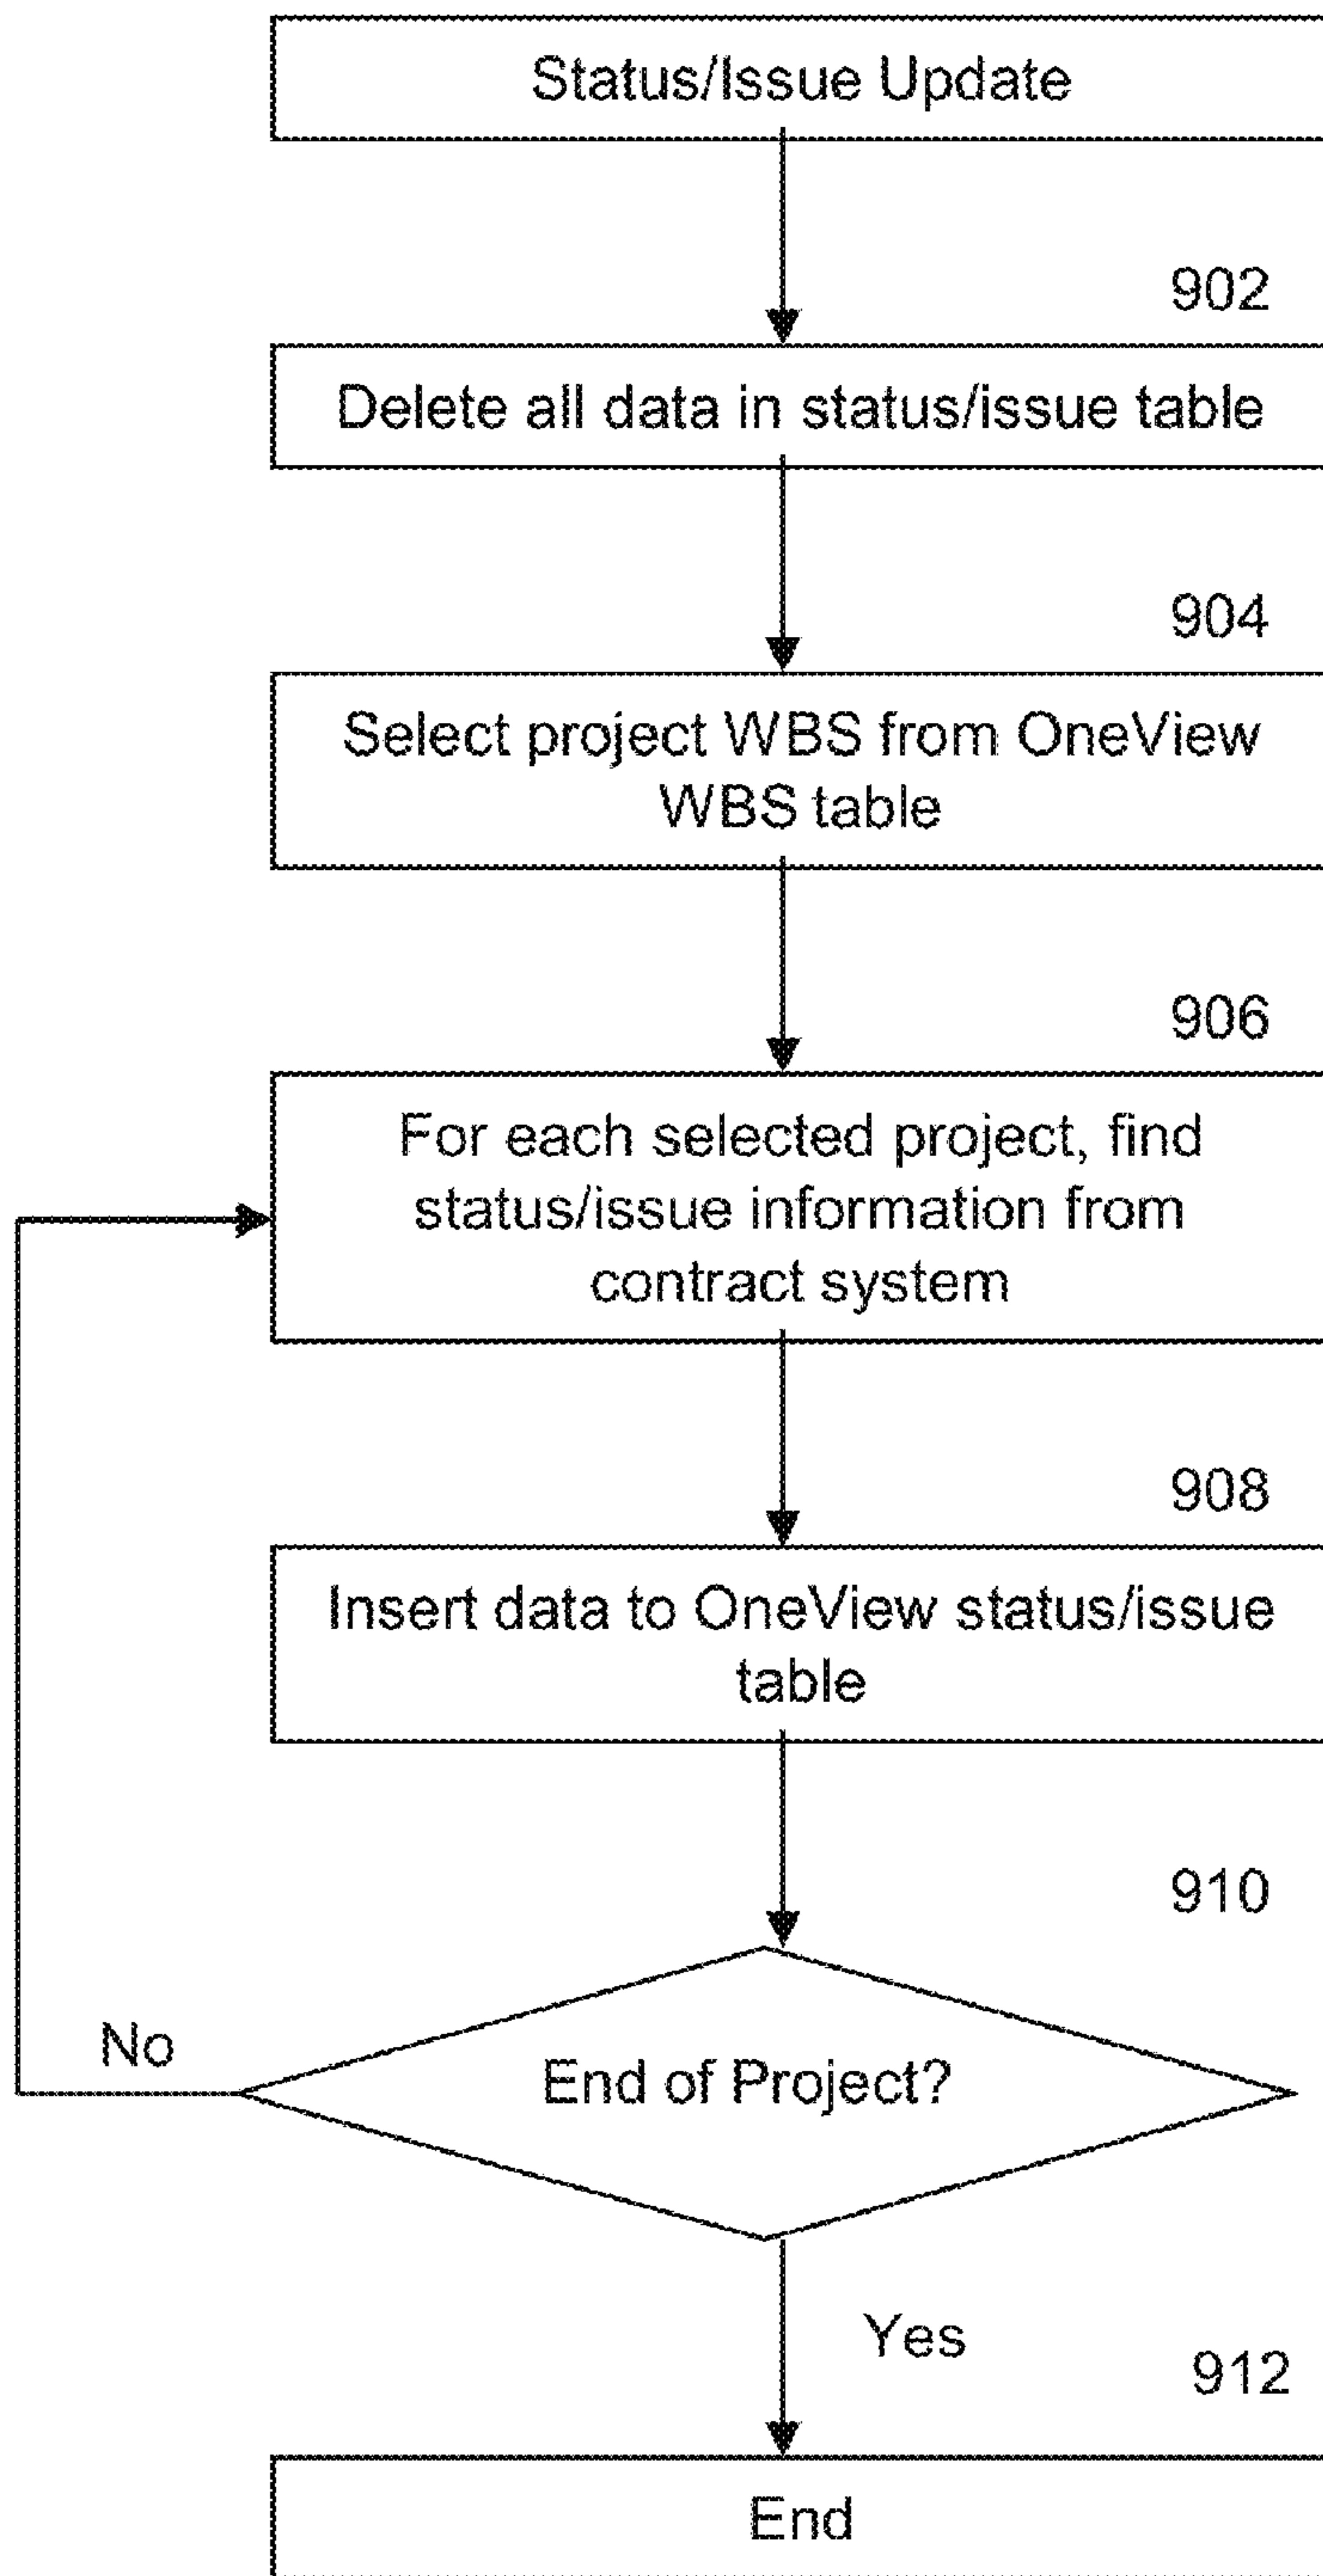 Status/Issue Update
902
Delete all data in status/issue table
904
Select project WBS from OneView
WBS table
906
For each selected project, find
status/issue information from
contract system
908
Insert data to OneView status/issue
table
910
No
End of Project?
Yes
912
End